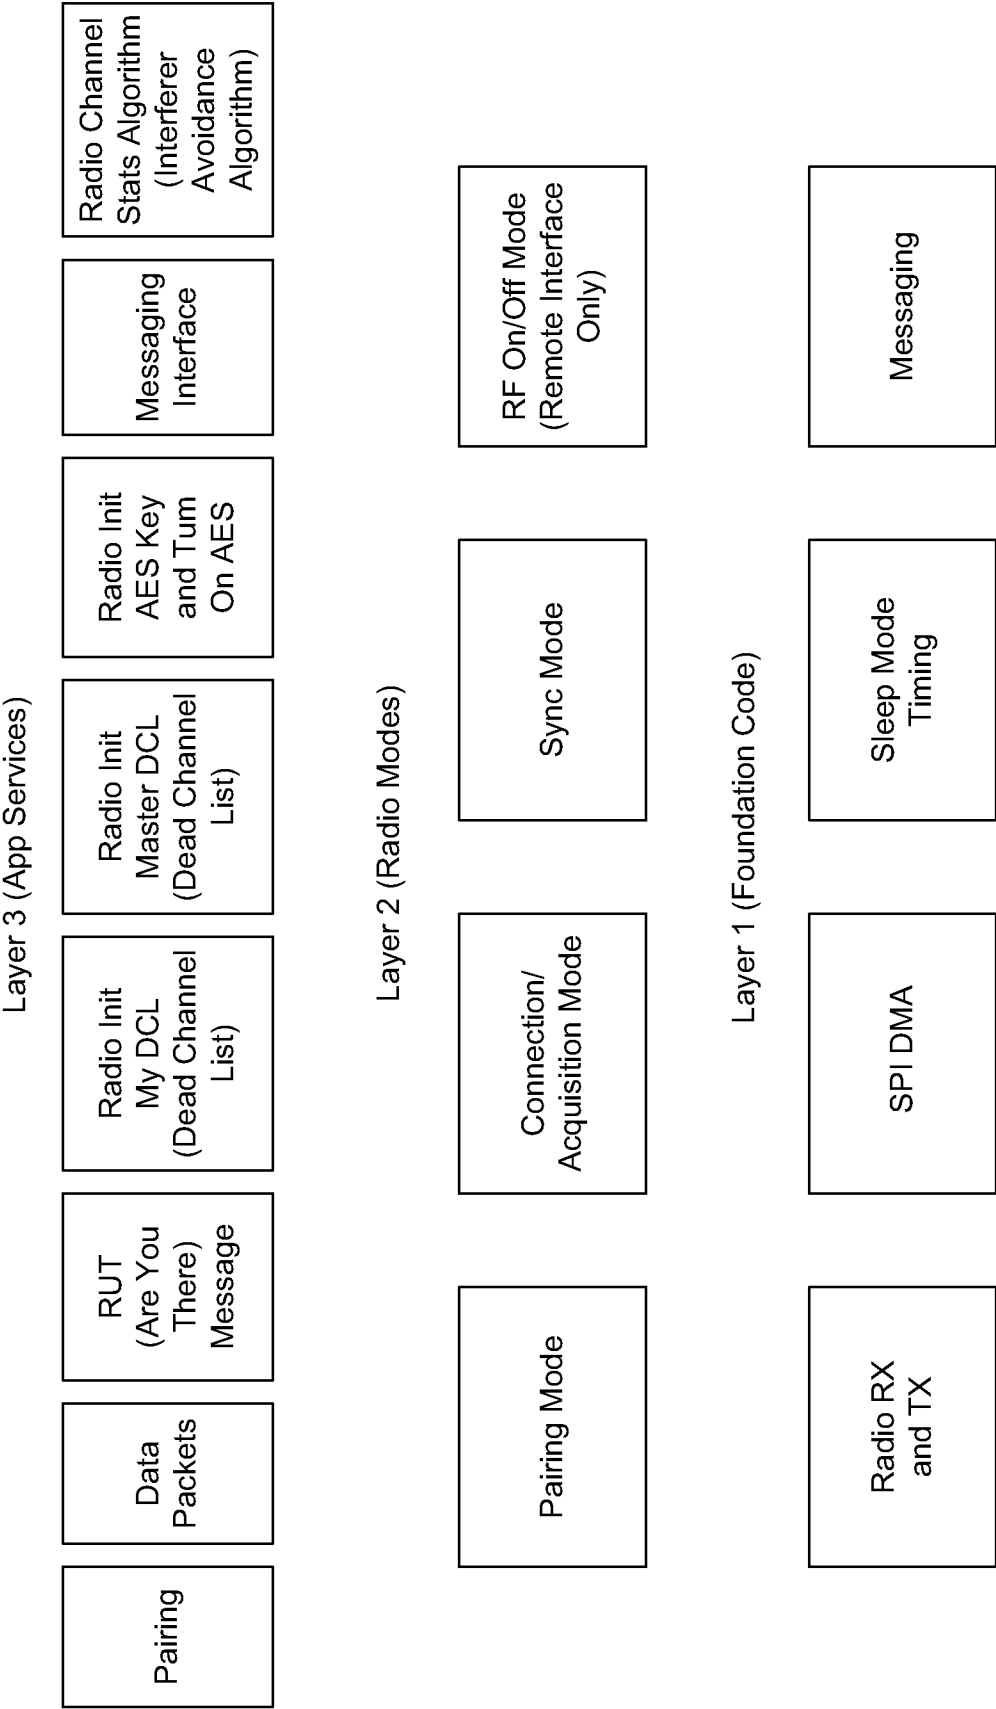 Layer 3 (App Services)
Pairing
Data
Packets
RUT
(Are You
There)
Message
Radio Init
My DCL
(Dead Channel
List)
Radio Init
Master DCL
(Dead Channel
List)
Radio Init
AES Key
and Tum
On AES
Messaging
Interface
Radio Channel
Stats Algorithm
(Interferer
Avoidance
Algorithm)
Layer 2 (Radio Modes)
Pairing Mode
Connection/
Acquisition Mode
Sync Mode
RF On/Off Mode
(Remote Interface
Only)
Layer 1 (Foundation Code)
Radio RX
and TX
SPI DMA
Sleep Mode
Timing
Messaging